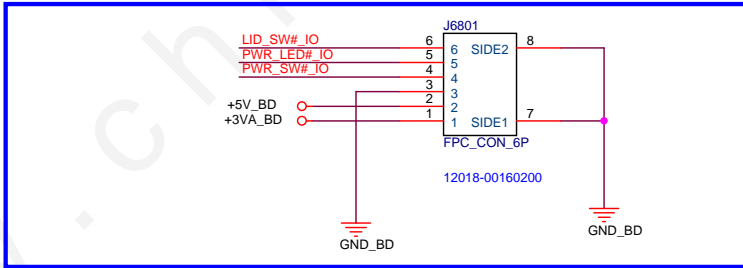 J6801
LID_SW#_IO 6 6 SIDE2 8
PWR_LED#_IO 5 5
PWR_SW#_IO 4 4
3 3
+5V_BD 2 2
+3VA_BD 1 1 SIDE1 7
FPC_CON_6P
12018-00160200
GND_BD
GND_BD